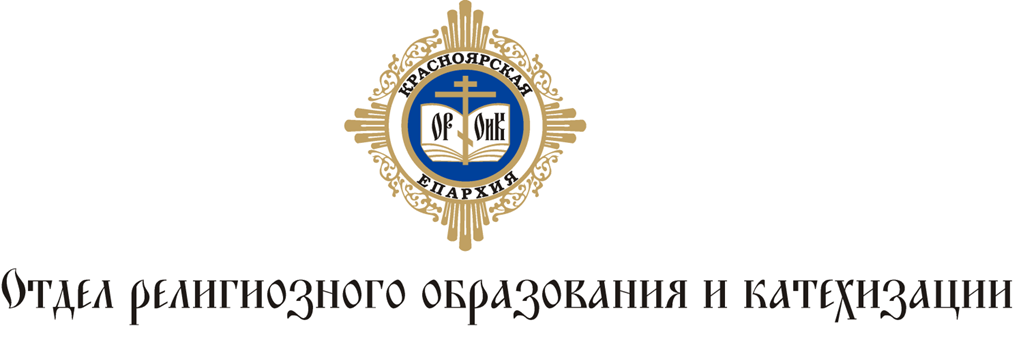 КРАСНОЯРСКАЯ
ОР ОиК
ЕПАРХИЯ
Отдел религиозного образования и катехизации